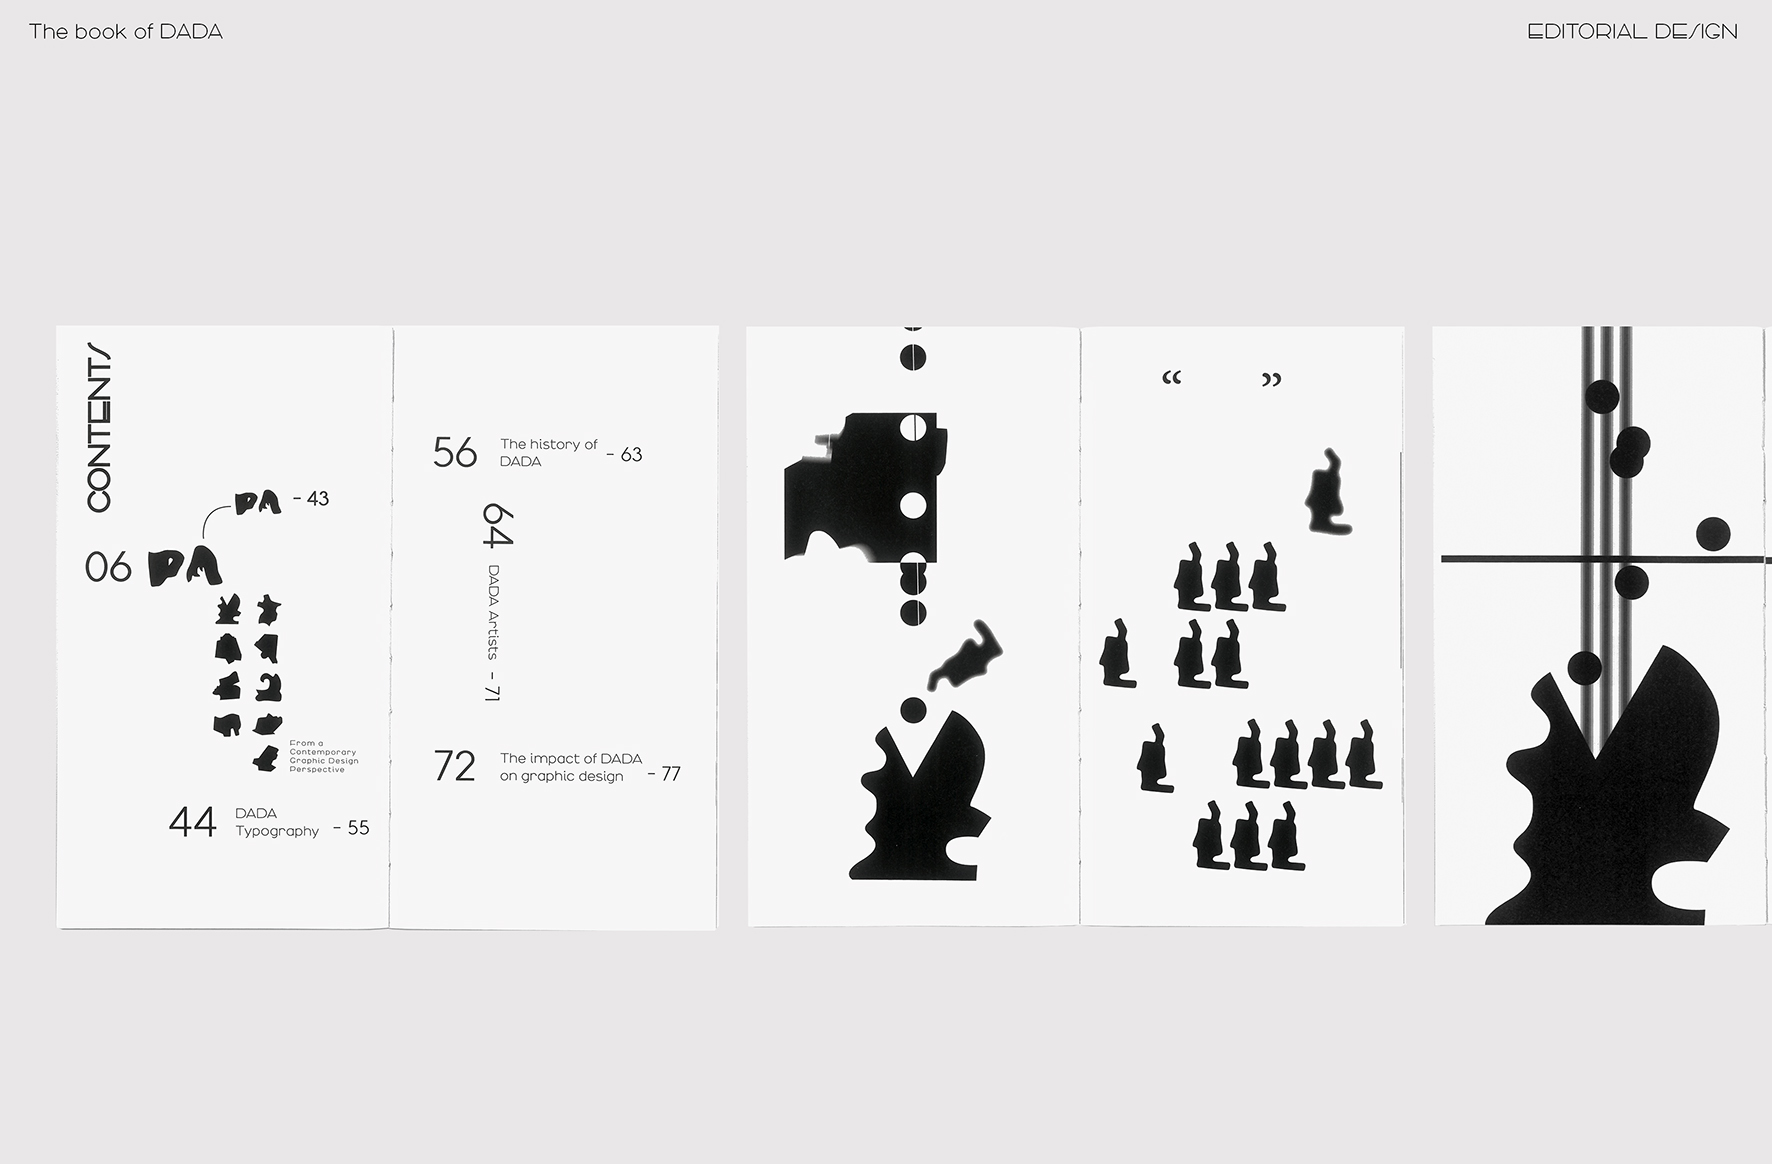 The book of DADA
EDITORIAL DESIGN
CONTENTS
DA - 43
06 DA
From a
Contemporary
Graphic Design
Perspective
44 DADA
Typography - 55
56 The history of
DADA - 63
64 DADA Artists - 71
72 The impact of DADA
on graphic design - 77
“ ”